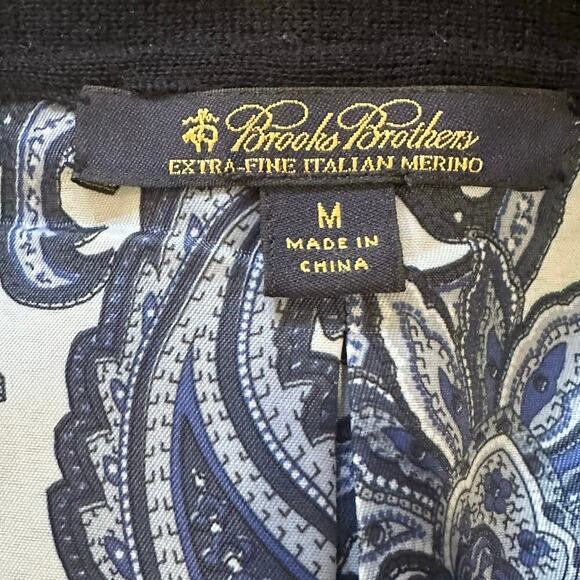 Brooks Brothers
EXTRA-FINE ITALIAN MERINO
M
MADE IN
CHINA